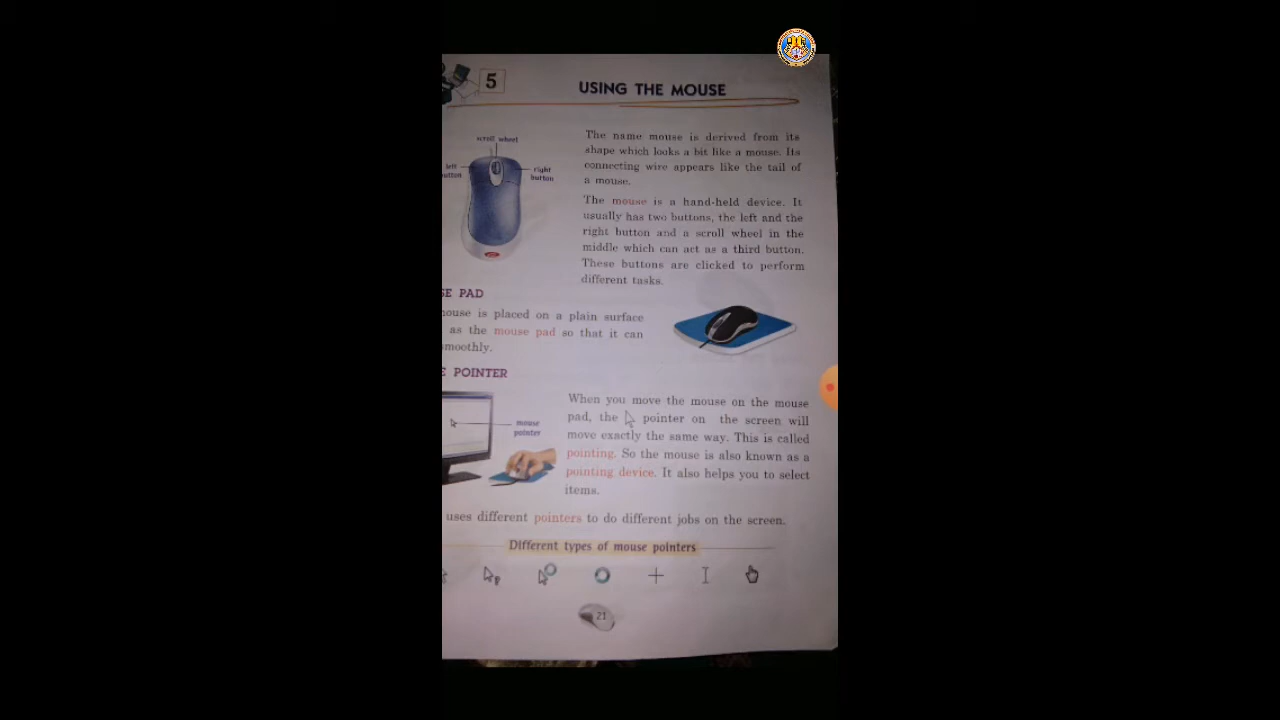 5
USING THE MOUSE
scroll wheel
left
button
right
button
The name mouse is derived from its
shape which looks a bit like a mouse. Its
connecting wire appears like the tail of
a mouse.
The mouse is a hand-held device. It
usually has two buttons, the left and the
right button and a scroll wheel in the
middle which can act as a third button.
These buttons are clicked to perform
different tasks.
SE PAD
mouse is placed on a plain surface
as the mouse pad so that it can
smoothly.
E POINTER
mouse
pointer
When you move the mouse on the mouse
pad, the pointer on the screen will
move exactly the same way. This is called
pointing. So the mouse is also known as a
pointing device. It also helps you to select
items.
uses different pointers to do different jobs on the screen.
Different types of mouse pointers
21